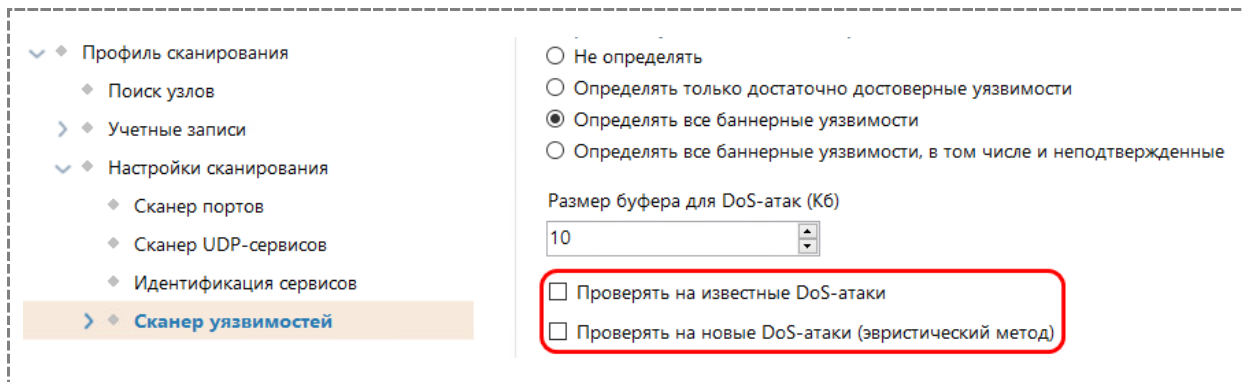 Профиль сканирования
Поиск узлов
Учетные записи
Настройки сканирования
Сканер портов
Сканер UDP-сервисов
Идентификация сервисов
Сканер уязвимостей
Не определять
Определять только достаточно достоверные уязвимости
Определять все баннерные уязвимости
Определять все баннерные уязвимости, в том числе и неподтвержденные
Размер буфера для DoS-атак (Кб)
10
Проверять на известные DoS-атаки
Проверять на новые DoS-атаки (эвристический метод)